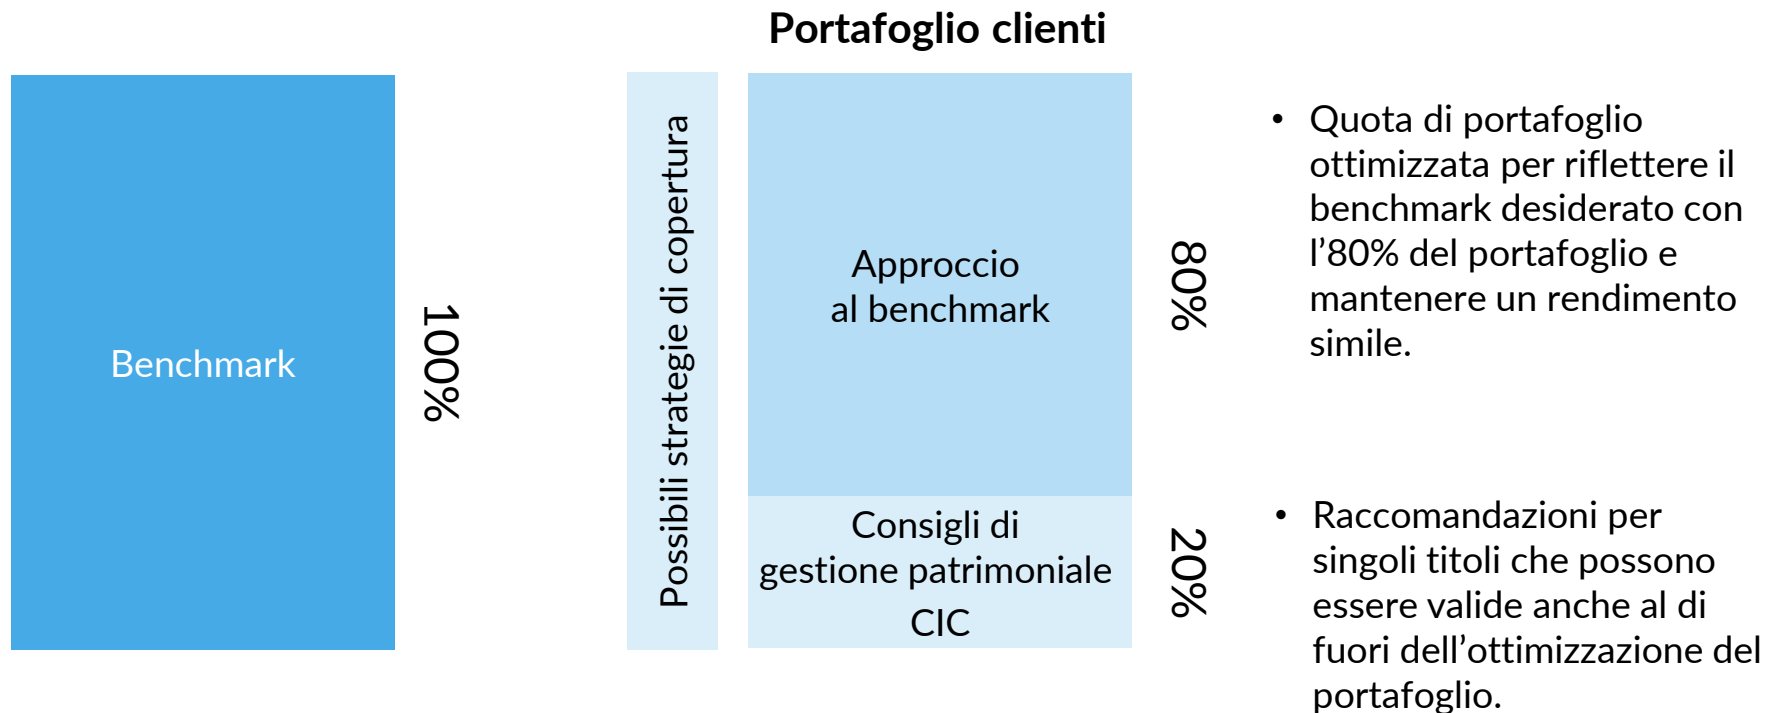 Portafoglio clienti
Benchmark
100%
Possibili strategie di copertura
Approccio
al benchmark
80%
Consigli di
gestione patrimoniale
CIC
20%
• Quota di portafoglio
ottimizzata per riflettere il
benchmark desiderato con
l’80% del portafoglio e
mantenere un rendimento
simile.
• Raccomandazioni per
singoli titoli che possono
essere valide anche al di
fuori dell’ottimizzazione del
portafoglio.